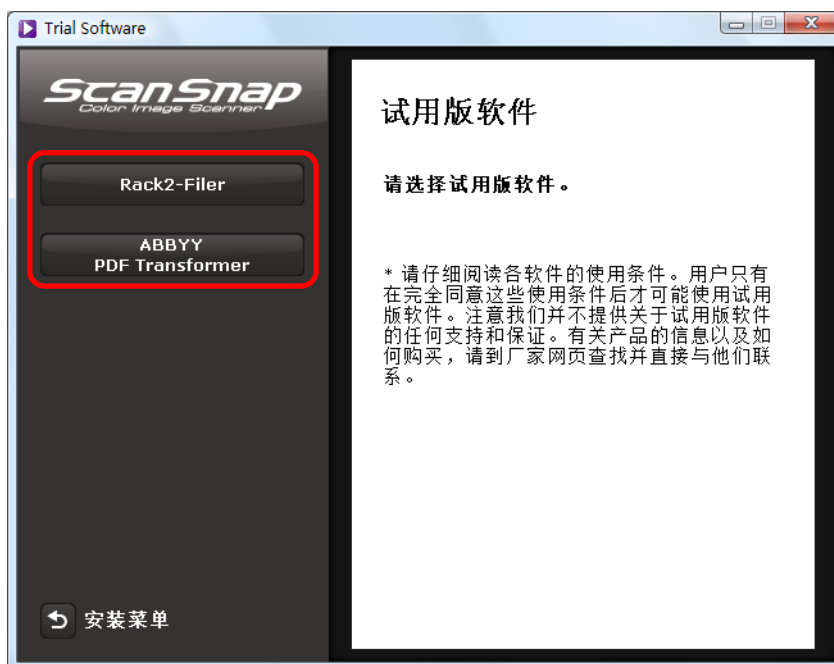 Trial Software
ScanSnap
Color Image Scanner
Rack2-Filer
ABBYY
PDF Transformer
安装菜单
试用版软件
请选择试用版软件。
* 请仔细阅读各软件的使用条件。用户只有
在完全同意这些使用条件后才可能使用试用
版软件。注意我们并不提供关于试用版软件
的任何支持和保证。有关产品的信息以及如
何购买，请到厂家网页查找并直接与他们联
系。